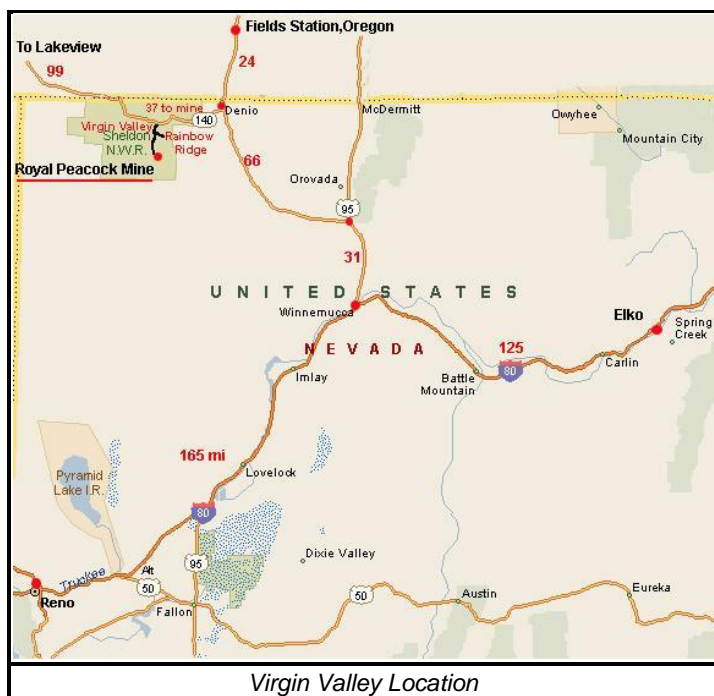 Fields Station,Oregon
To Lakeview
99
24
37 to mine
140
Denio
McDermitt
Owyhee
Mountain City
Virgin Valley
Sheldon
N.W.R.
Rainbow
Ridge
Royal Peacock Mine
66
Orovada
95
31
UNITED STATES
Winnemucca
NEVADA
Elko
Spring
Creek
125
80
Carlin
Battle
Mountain
Imlay
165 mi
Lovelock
Pyramid
Lake I.R.
80
95
Dixie Valley
Truckee
Alt
50
Reno
Fallon
50
Austin
Eureka
Virgin Valley Location